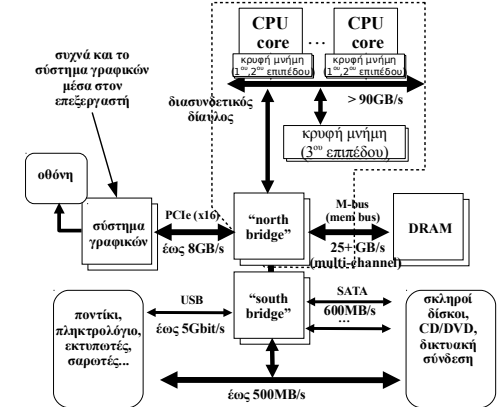 CPU
core
...
CPU
core
κρυφή μνήμη
(1ου,2ου επιπέδου)
κρυφή μνήμη
(1ου,2ου επιπέδου)
συχνά και το
σύστημα γραφικών
μέσα στον
επεξεργαστή
διασυνδετικός
δίαυλος
> 90GB/s
κρυφή μνήμη
(3ου επιπέδου)
οθόνη
σύστημα
γραφικών
PCIe (x16)
έως 8GB/s
“north
bridge”
M-bus
(mem bus)
25+ GB/s
(multi-channel)
DRAM
ποντίκι,
πληκτρολόγιο,
εκτυπωτές,
σαρωτές...
USB
έως 5Gbit/s
“south
bridge”
SATA
600MB/s
...
σκληροί
δίσκοι,
CD/DVD,
δικτυακή
σύνδεση
έως 500MB/s